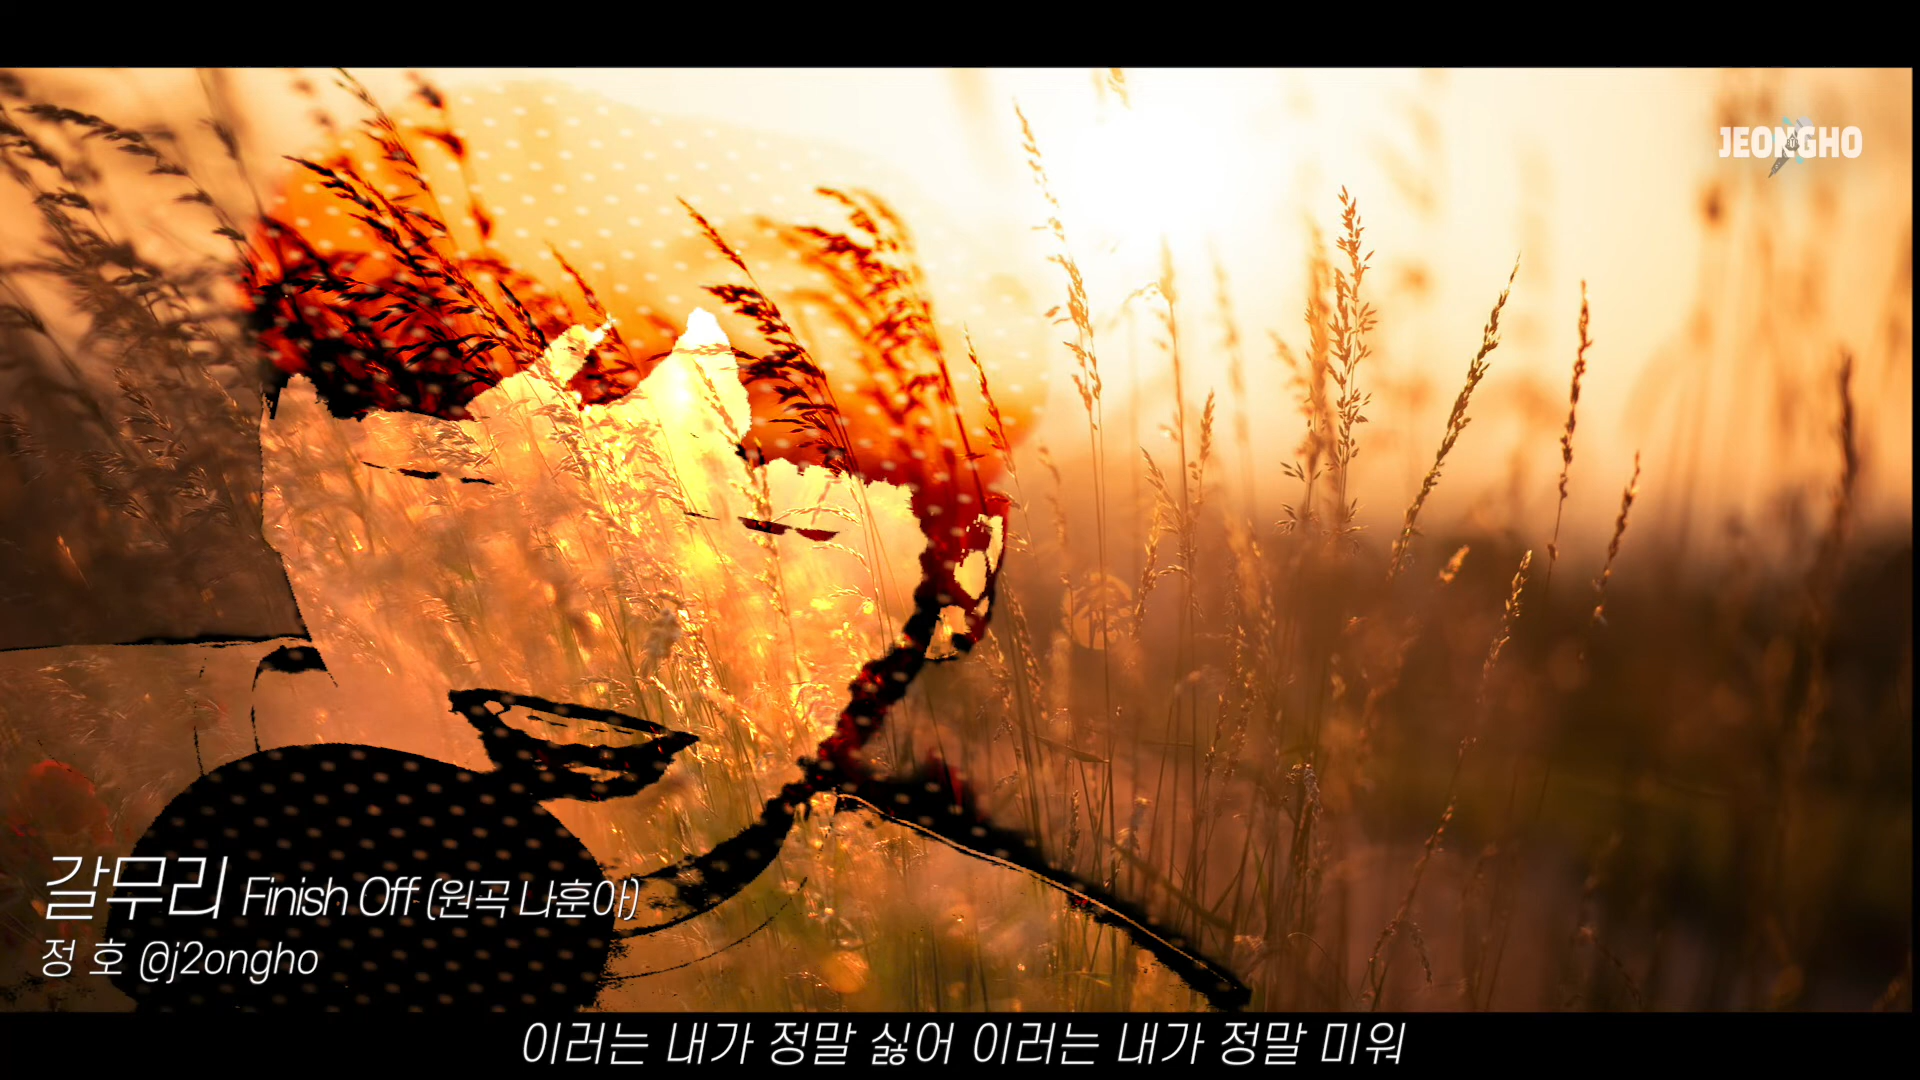 JEONGHO
갈무리 Finish Off (원곡 나훈아)
정 호 @j2ongho
이러는 내가 정말 싫어 이러는 내가 정말 미워